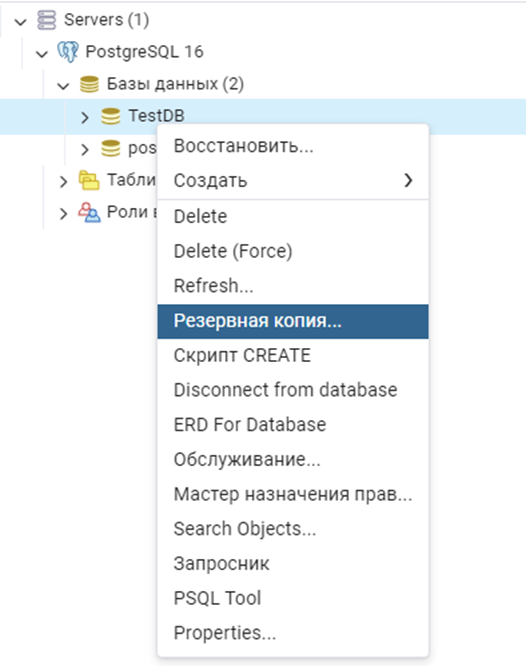 Servers (1)
PostgreSQL 16
Базы данных (2)
TestDB
pos
Восстановить...
Табли
Создать
Роли в
Delete
Delete (Force)
Refresh...
Резервная копия...
Скрипт CREATE
Disconnect from database
ERD For Database
Обслуживание...
Мастер назначения прав...
Search Objects...
Запросник
PSQL Tool
Properties...